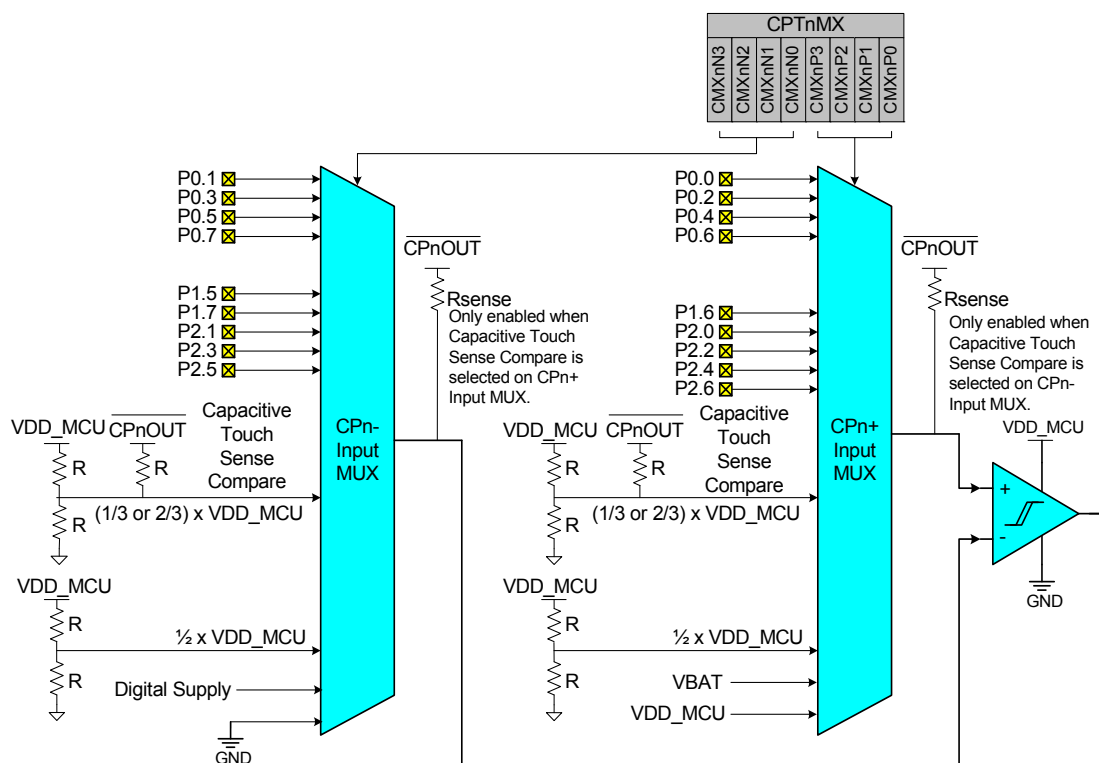 CPTnMX
CMXnN3
CMXnN2
CMXnN1
CMXnN0
CMXnP3
CMXnP2
CMXnP1
CMXnP0
P0.1
P0.3
P0.5
P0.7
P1.5
P1.7
P2.1
P2.3
P2.5
CPnOUT
Rsense
Only enabled when
Capacitive Touch
Sense Compare is
selected on CPn+
Input MUX.
VDD_MCU
CPnOUT
R
R
R
Capacitive
Touch
Sense
Compare
(1/3 or 2/3) x VDD_MCU
CPn-
Input
MUX
VDD_MCU
R
R
½ x VDD_MCU
Digital Supply
GND
P0.0
P0.2
P0.4
P0.6
P1.6
P2.0
P2.2
P2.4
P2.6
CPnOUT
Rsense
Only enabled when
Capacitive Touch
Sense Compare is
selected on CPn-
Input MUX.
VDD_MCU
CPnOUT
R
R
R
Capacitive
Touch
Sense
Compare
(1/3 or 2/3) x VDD_MCU
CPn+
Input
MUX
VDD_MCU
R
R
½ x VDD_MCU
VBAT
VDD_MCU
VDD_MCU
+
-
GND